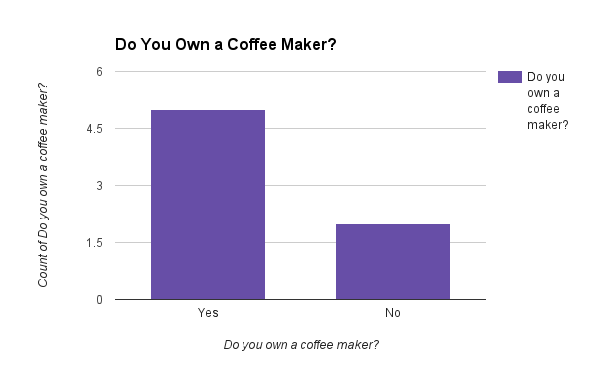 Do You Own a Coffee Maker?
6
4.5
3
1.5
0
Count of Do you own a coffee maker?
Yes
No
Do you own a coffee maker?
Do you
own a
coffee
maker?